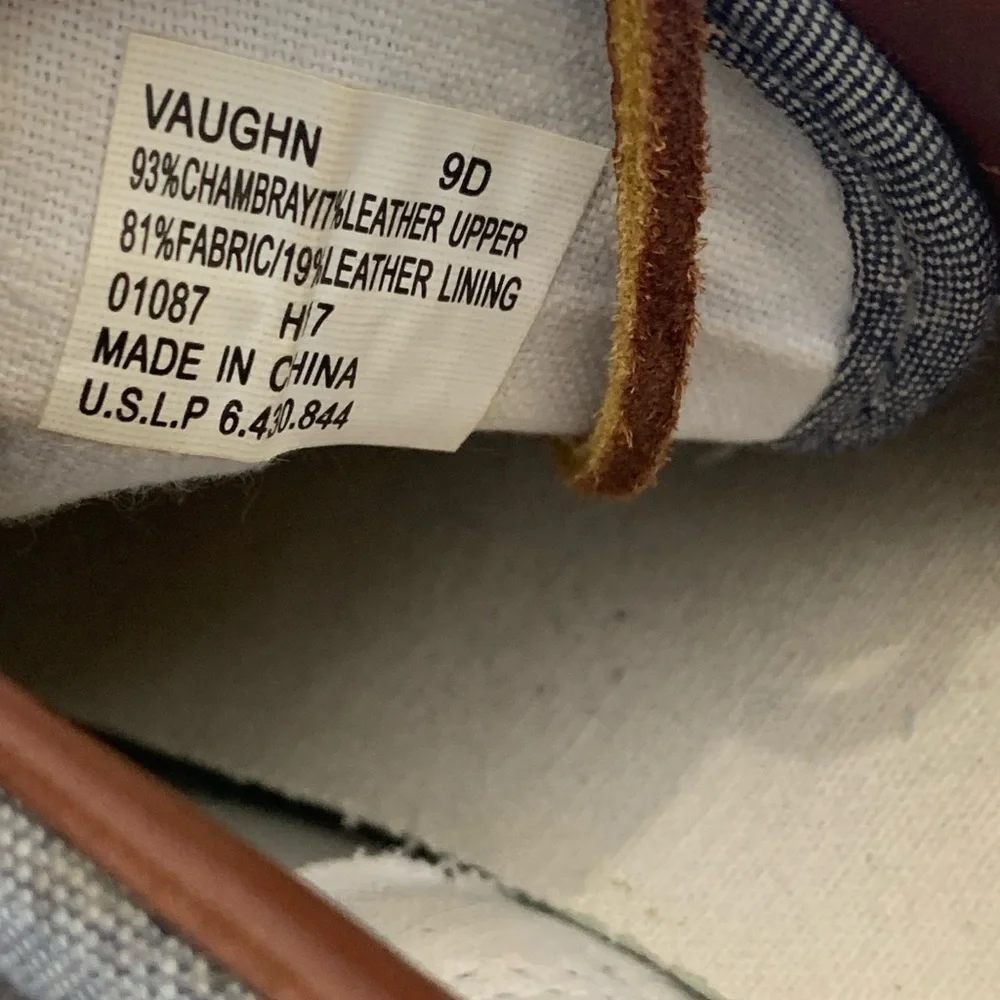 VAUGHN 9D
93%CHAMBRAY/7%LEATHER UPPER
81%FABRIC/19%LEATHER LINING
01087 H17
MADE IN CHINA
U.S.L.P 6.430.844